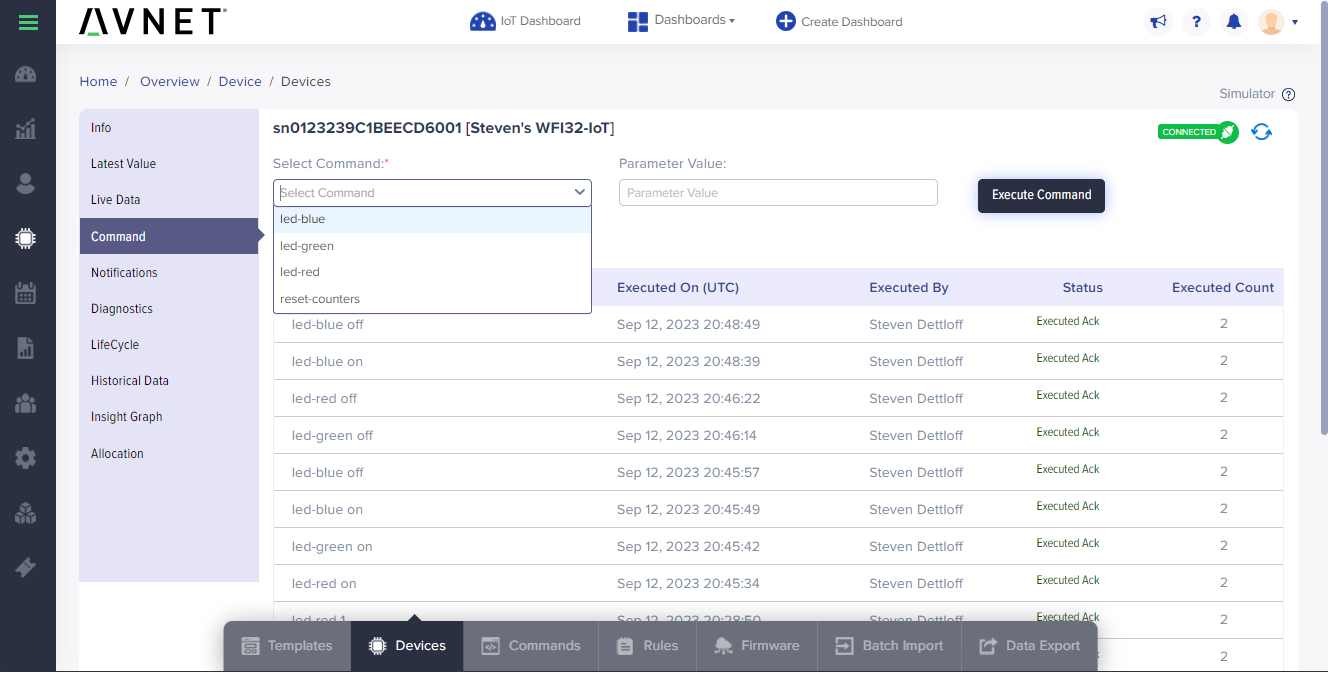 AVNET
IoT Dashboard
Dashboards
Create Dashboard
?
Home / Overview / Device / Devices
Simulator ?
Info
Latest Value
Live Data
Command
Notifications
Diagnostics
LifeCycle
Historical Data
Insight Graph
Allocation
sn0123239C1BEECD6001 [Steven's WFI32-IoT]
CONNECTED
Select Command:*
Parameter Value:
Select Command
Parameter Value
Execute Command
led-blue
led-green
led-red
reset-counters
Executed On (UTC) Executed By Status Executed Count
led-blue off Sep 12, 2023 20:48:49 Steven Dettloff Executed Ack 2
led-blue on Sep 12, 2023 20:48:39 Steven Dettloff Executed Ack 2
led-red off Sep 12, 2023 20:46:22 Steven Dettloff Executed Ack 2
led-green off Sep 12, 2023 20:46:14 Steven Dettloff Executed Ack 2
led-blue off Sep 12, 2023 20:45:57 Steven Dettloff Executed Ack 2
led-blue on Sep 12, 2023 20:45:49 Steven Dettloff Executed Ack 2
led-green on Sep 12, 2023 20:45:42 Steven Dettloff Executed Ack 2
led-red on Sep 12, 2023 20:45:34 Steven Dettloff Executed Ack 2
led-red 1 Sep 12, 2023 20:28:50 Steven Dettloff Executed Ack 2
2
Templates
Devices
Commands
Rules
Firmware
Batch Import
Data Export